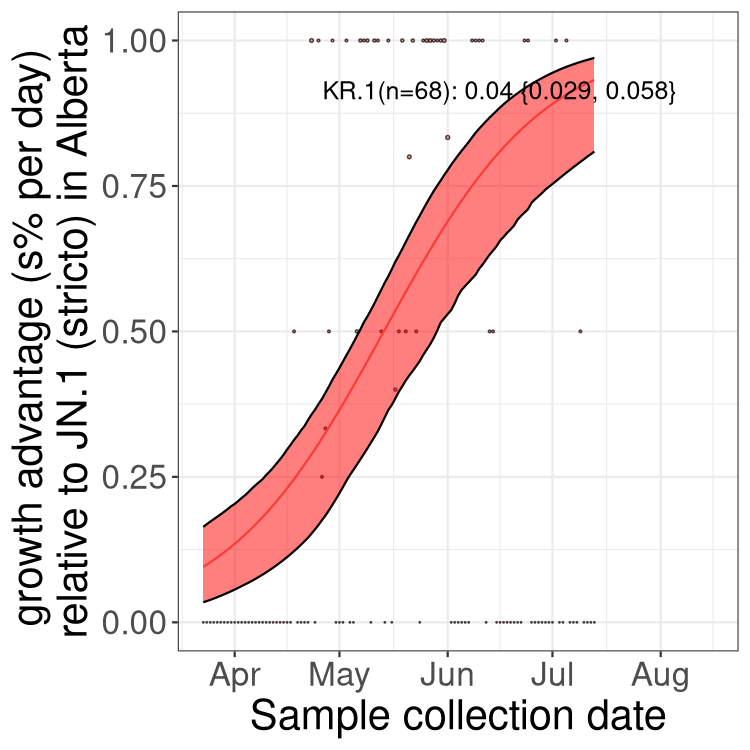 growth advantage (s% per day)
relative to JN.1 (stricto) in Alberta
1.00
0.75
0.50
0.25
0.00
KR.1(n=68): 0.04 {0.029, 0.058}
Apr May Jun Jul Aug
Sample collection date